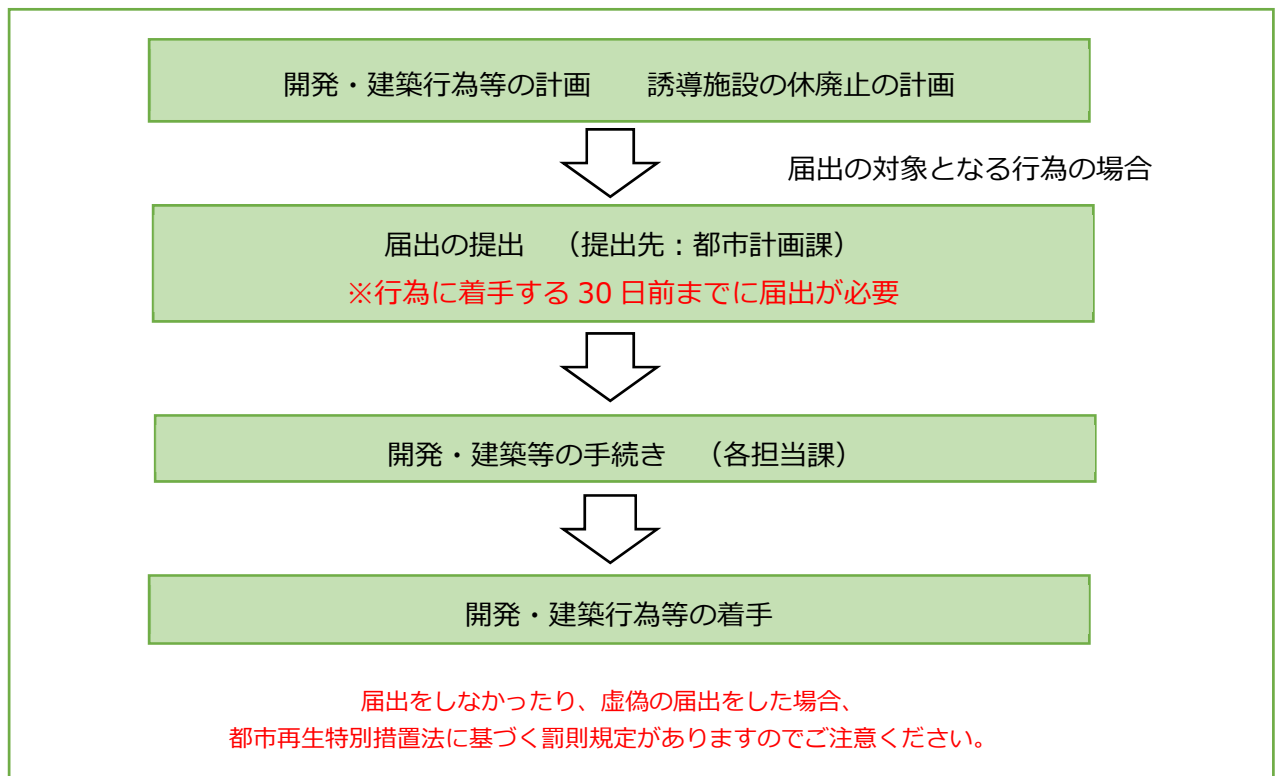 開発・建築行為等の計画　　誘導施設の休廃止の計画
届出の対象となる行為の場合
届出の提出　（提出先：都市計画課）
※行為に着手する 30 日前までに届出が必要
開発・建築等の手続き　（各担当課）
開発・建築行為等の着手
届出をしなかったり、虚偽の届出をした場合、
都市再生特別措置法に基づく罰則規定がありますのでご注意ください。